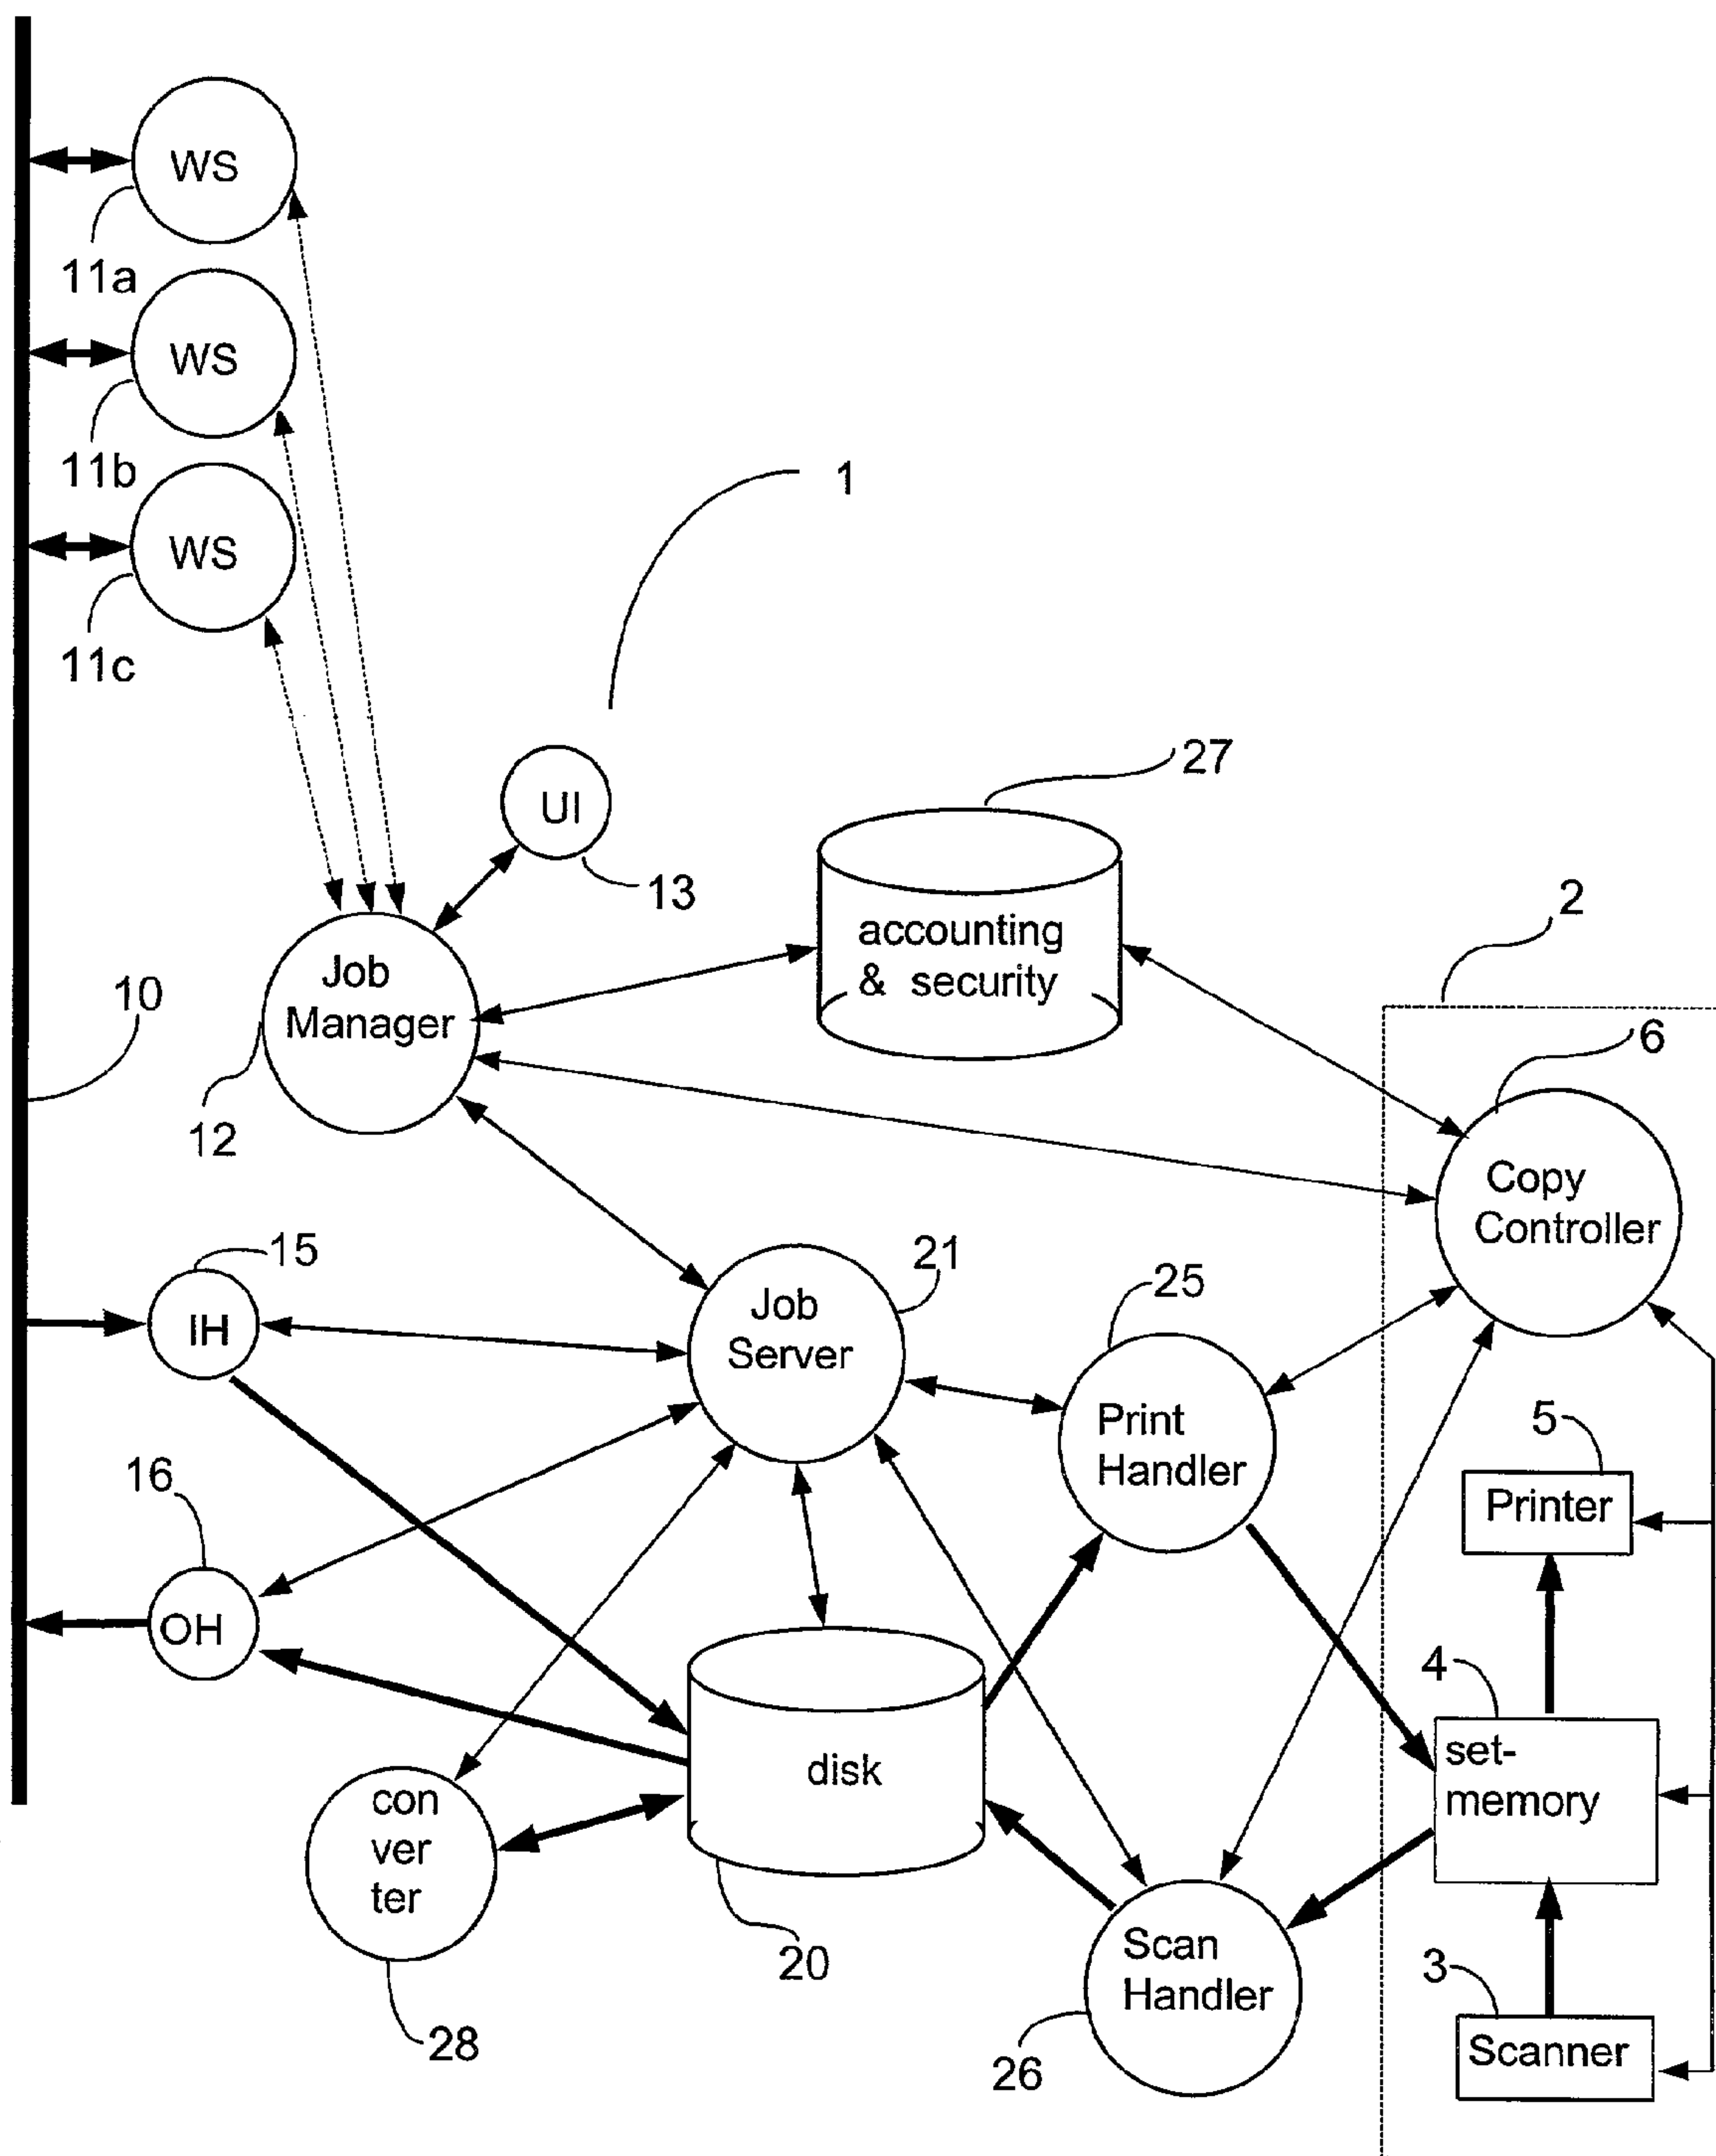 WS
11a
WS
11b
WS
11c
1
UI
13
27
accounting
& security
2
Job
Manager
10
12
6
Copy
Controller
15
IH
21
Job
Server
25
Print
Handler
5
Printer
16
OH
4
set-
memory
disk
con
ver
ter
20
28
Scan
Handler
26
3
Scanner